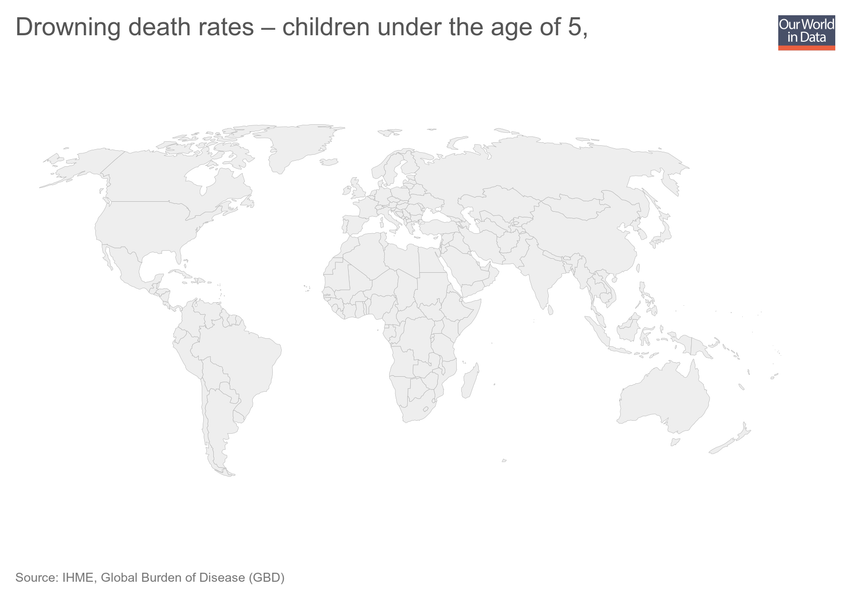 Drowning death rates – children under the age of 5,
Our World
in Data
Source: IHME, Global Burden of Disease (GBD)